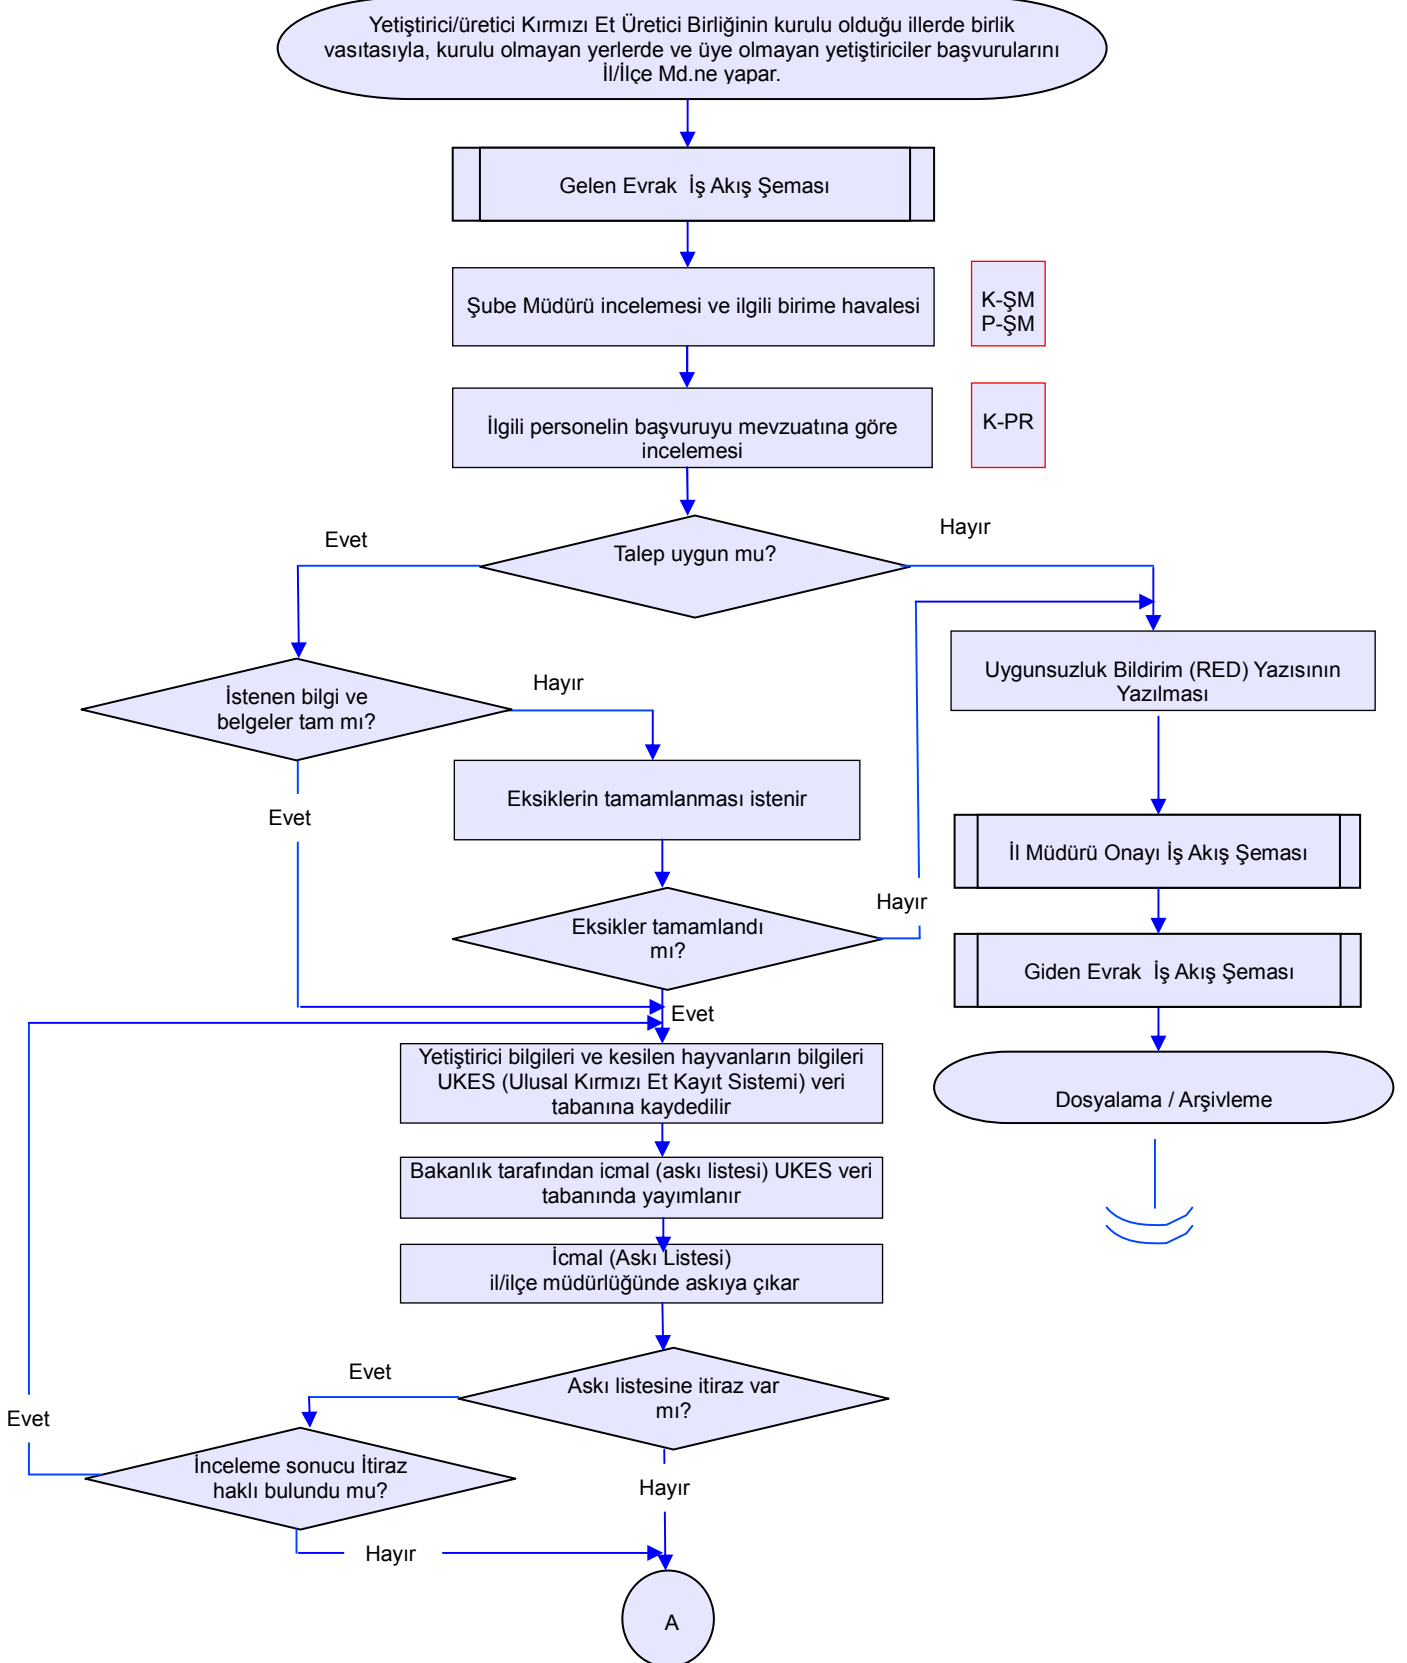 Yetiştirici/üretici Kırmızı Et Üretici Birliğinin kurulu olduğu illerde birlik
vasıtasıyla, kurulu olmayan yerlerde ve üye olmayan yetiştiriciler başvurularını
İl/İlçe Md.ne yapar.
Gelen Evrak İş Akış Şeması
Şube Müdürü incelemesi ve ilgili birime havalesi
K-ŞM
P-ŞM
İlgili personelin başvuruyu mevzuatına göre
incelemesi
K-PR
Talep uygun mu?
Evet
Hayır
Uygunsuzluk Bildirim (RED) Yazısının
Yazılması
İstenen bilgi ve
belgeler tam mı?
Hayır
Evet
Eksiklerin tamamlanması istenir
İl Müdürü Onayı İş Akış Şeması
Eksikler tamamlandı
mı?
Hayır
Evet
Giden Evrak İş Akış Şeması
Yetiştirici bilgileri ve kesilen hayvanların bilgileri
UKES (Ulusal Kırmızı Et Kayıt Sistemi) veri
tabanına kaydedilir
Dosyalama / Arşivleme
Bakanlık tarafından icmal (askı listesi) UKES veri
tabanında yayımlanır
İcmal (Askı Listesi)
il/ilçe müdürlüğünde askıya çıkar
Askı listesine itiraz var
mı?
Evet
Evet
İnceleme sonucu İtiraz
haklı bulundu mu?
Hayır
Hayır
A